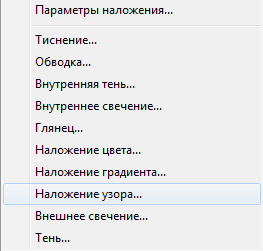 Параметры наложения...
Тиснение...
Обводка...
Внутренняя тень...
Внутреннее свечение...
Глянец...
Наложение цвета...
Наложение градиента...
Наложение узора...
Внешнее свечение...
Тень...